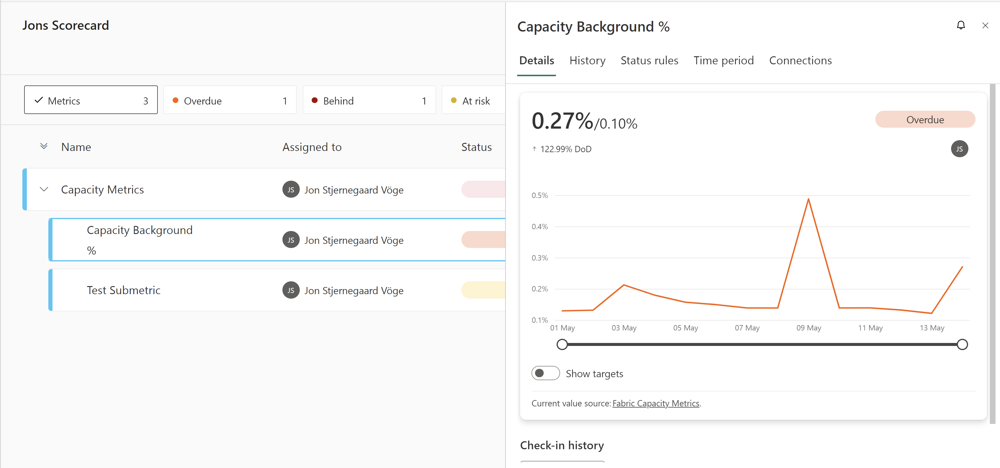 Jons Scorecard
Metrics 3
Overdue 1
Behind 1
At risk
Name Assigned to Status
Capacity Metrics JS Jon Stjernegaard Vöge
Capacity Background
%
JS Jon Stjernegaard Vöge
Test Submetric JS Jon Stjernegaard Vöge
Capacity Background %
Details History Status rules Time period Connections
0.27%/0.10%
Overdue
↑ 122.99% DoD
JS
0.5%
0.4%
0.3%
0.2%
0.1%
01 May 03 May 05 May 07 May 09 May 11 May 13 May
Show targets
Current value source: Fabric Capacity Metrics.
Check-in history